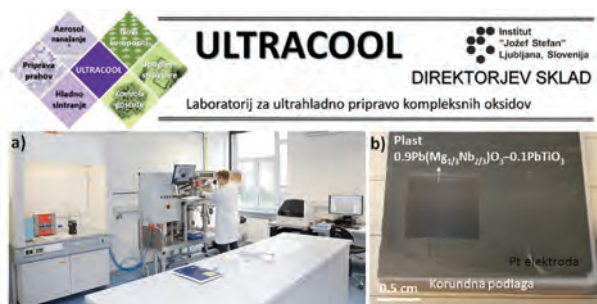 Aerosol
nanašanje
Priprava
prahov
ULTRACOOL
Hladno
sintranje
ULTRACOOL
Institut
"Jožef Stefan"
Ljubljana, Slovenija
DIREKTORJEV SKLAD
Laboratorij za ultrahladno pripravo kompleksnih oksidov
a)
b)
Plast
0.9Pb(Mg1/3Nb2/3)O3–0.1PbTiO3
Pt elektroda
Korundna podlaga
0.5 cm